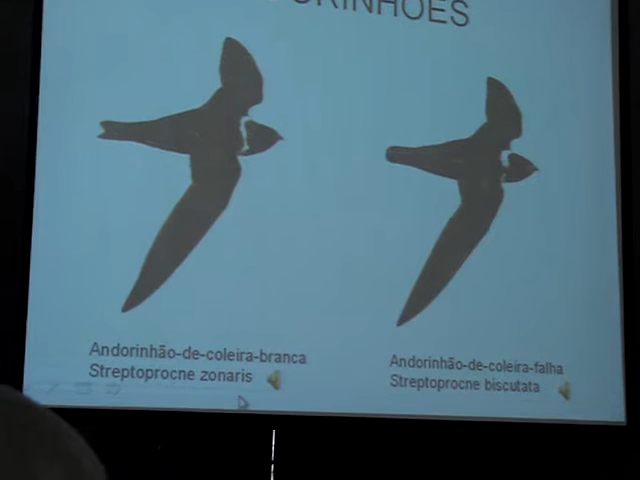 Andorinhão-de-coleira-branca
Streptoprocne zonaris
Andorinhão-de-coleira-falha
Streptoprocne biscutata